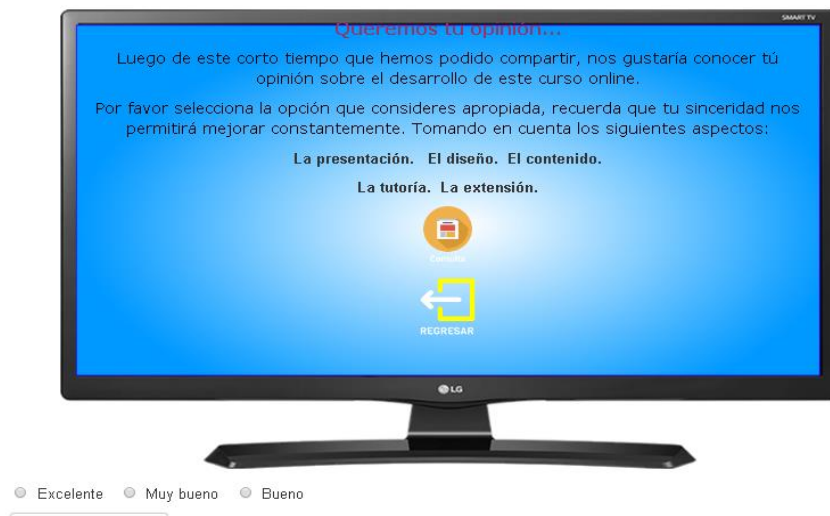 SMART TV
Queremos tu opinión...
Luego de este corto tiempo que hemos podido compartir, nos gustaría conocer tú
opinión sobre el desarrollo de este curso online.
Por favor selecciona la opción que consideres apropiada, recuerda que tu sinceridad nos
permitirá mejorar constantemente. Tomando en cuenta los siguientes aspectos:
La presentación. El diseño. El contenido.
La tutoría. La extensión.
Consulta
REGRESAR
LG
Excelente Muy bueno Bueno